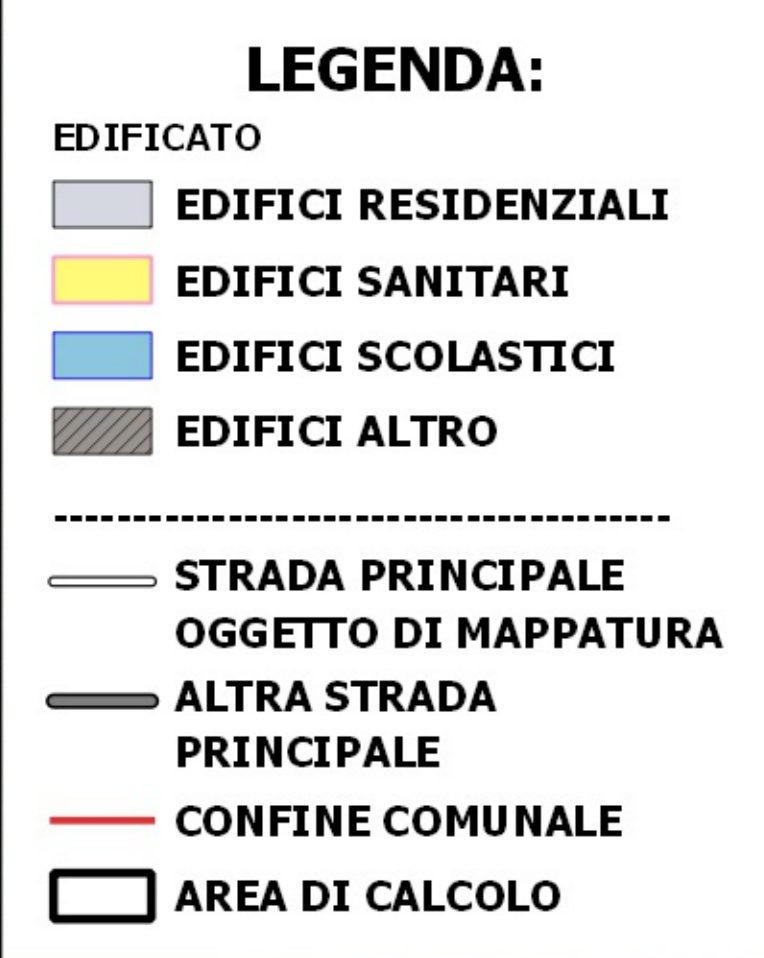 LEGENDA:
EDIFICATO
EDIFICI RESIDENZIALI
EDIFICI SANITARI
EDIFICI SCOLASTICI
EDIFICI ALTRO
---------------------------------------
STRADA PRINCIPALE
OGGETTO DI MAPPATURA
ALTRA STRADA
PRINCIPALE
CONFINE COMUNALE
AREA DI CALCOLO